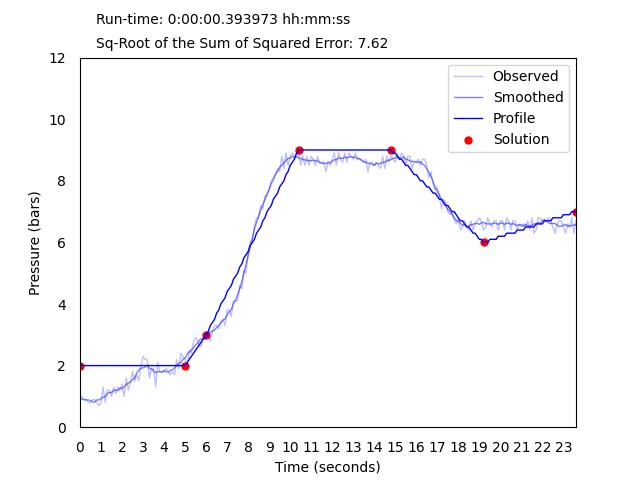 Run-time: 0:00:00.393973 hh:mm:ss
Sq-Root of the Sum of Squared Error: 7.62
12
10
8
6
4
2
0
Pressure (bars)
Observed
Smoothed
Profile
Solution
0 1 2 3 4 5 6 7 8 9 10 11 12 13 14 15 16 17 18 19 20 21 22 23
Time (seconds)